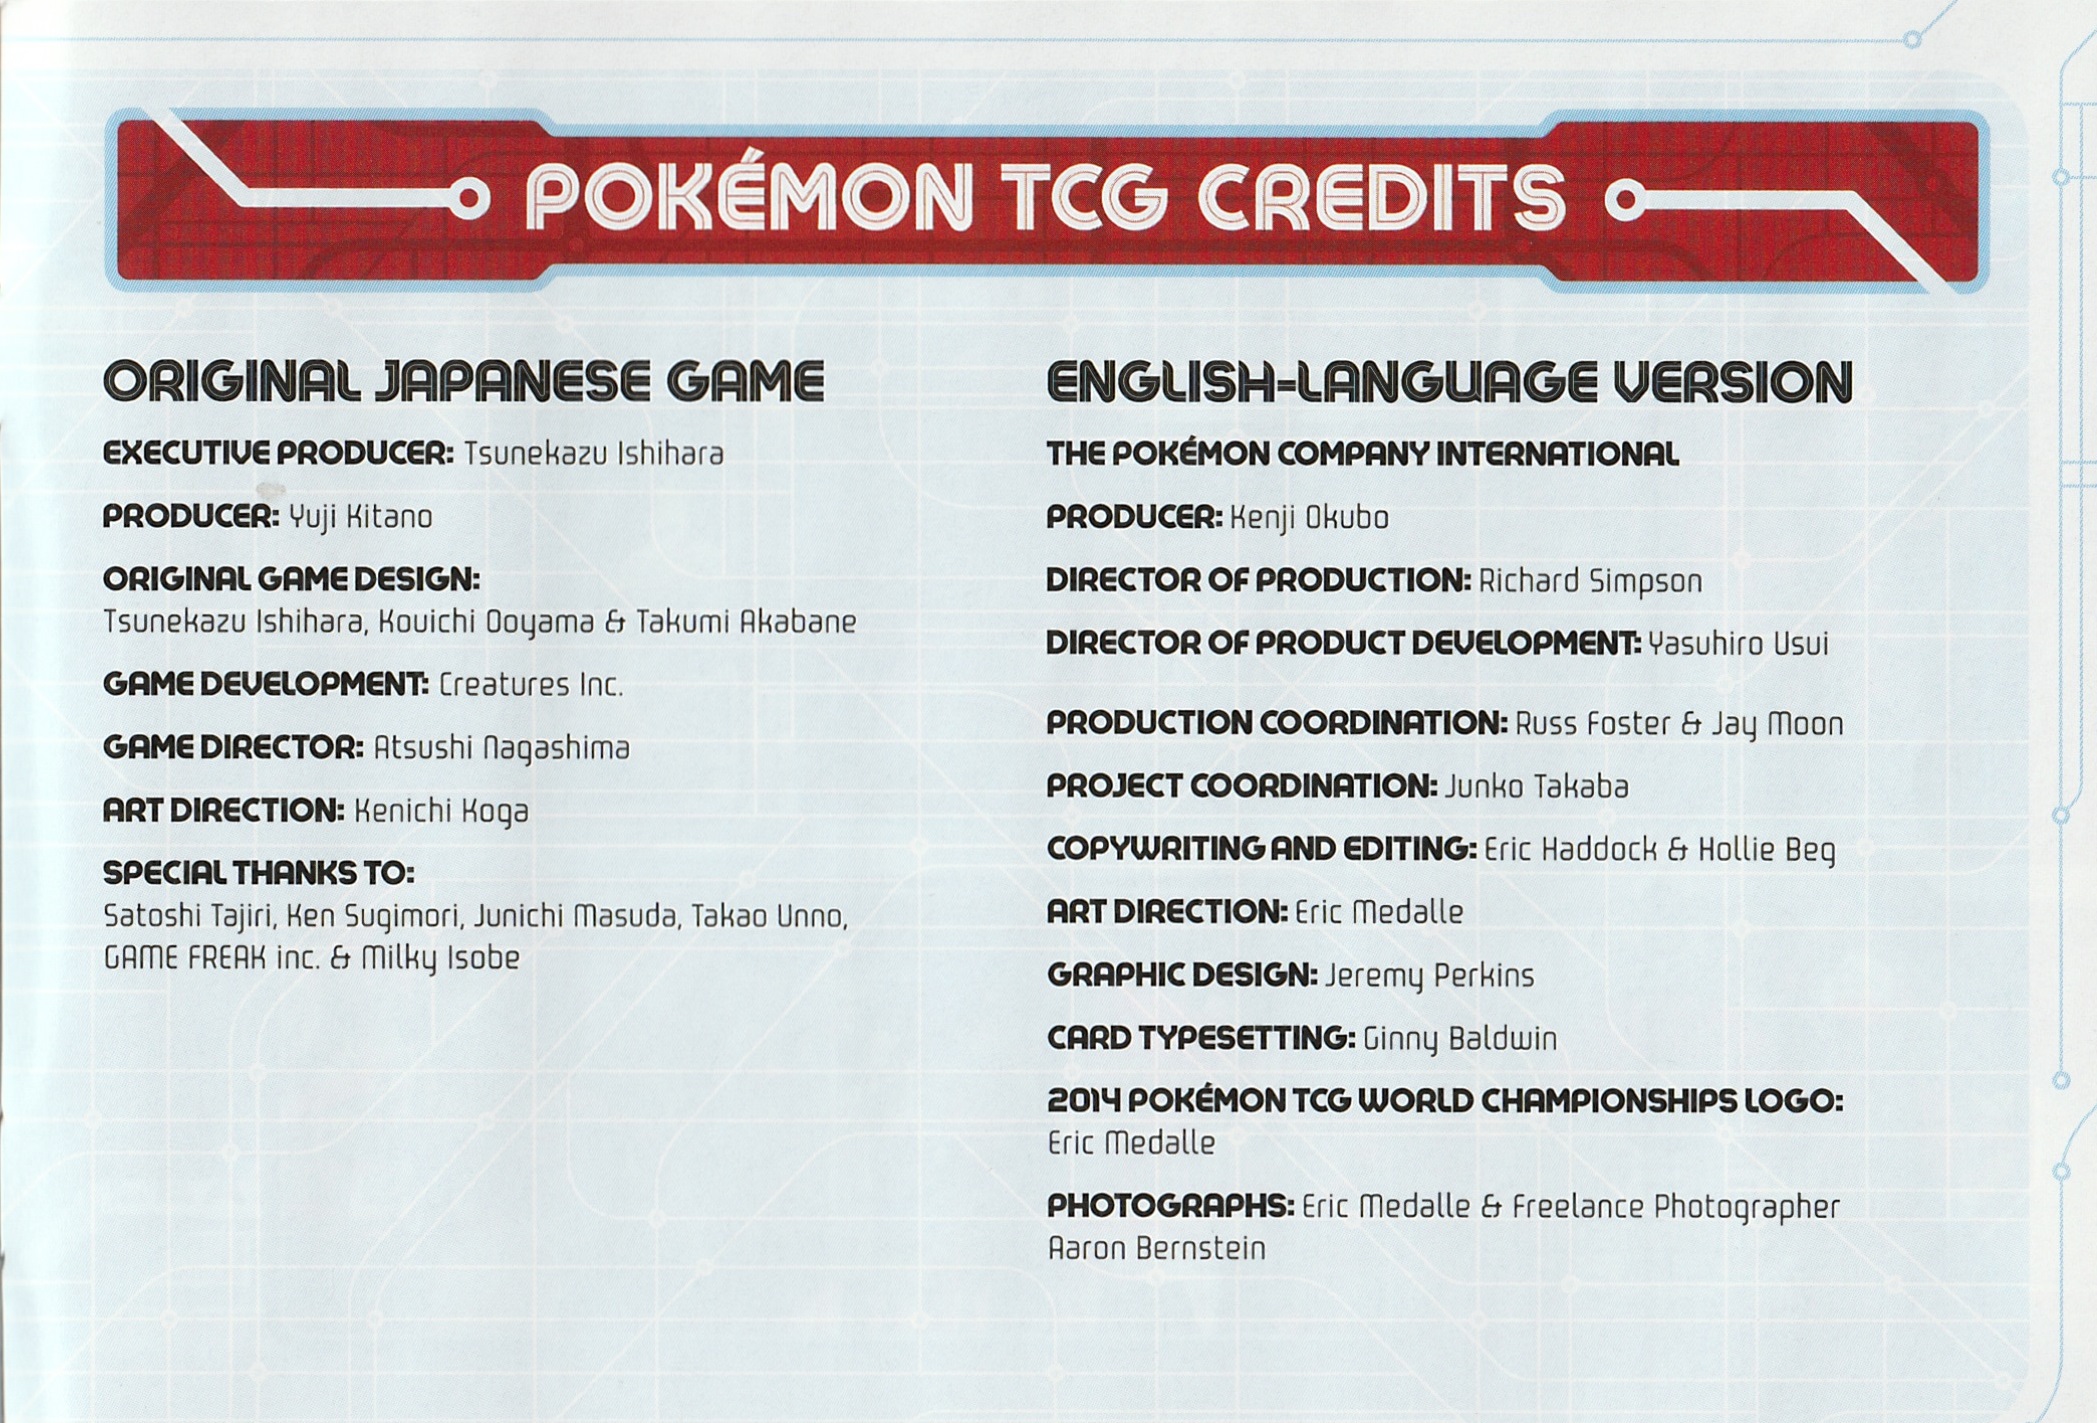 POKÉMON TCG CREDITS
ORIGINAL JAPANESE GAME
EXECUTIVE PRODUCER: Tsunekazu Ishihara
PRODUCER: Yuji Kitano
ORIGINAL GAME DESIGN:
Tsunekazu Ishihara, Kouichi Ooyama & Takumi Akabane
GAME DEVELOPMENT: Creatures Inc.
GAME DIRECTOR: Atsushi Nagashima
ART DIRECTION: Kenichi Koga
SPECIAL THANKS TO:
Satoshi Tajiri, Ken Sugimori, Junichi Masuda, Takao Unno,
GAME FREAK inc. & Milky Isobe
ENGLISH-LANGUAGE VERSION
THE POKÉMON COMPANY INTERNATIONAL
PRODUCER: Kenji Okubo
DIRECTOR OF PRODUCTION: Richard Simpson
DIRECTOR OF PRODUCT DEVELOPMENT: Yasuhiro Usui
PRODUCTION COORDINATION: Russ Foster & Jay Moon
PROJECT COORDINATION: Junko Takaba
COPYWRITING AND EDITING: Eric Haddock & Hollie Beg
ART DIRECTION: Eric Medalle
GRAPHIC DESIGN: Jeremy Perkins
CARD TYPESETTING: Ginny Baldwin
2014 POKÉMON TCG WORLD CHAMPIONSHIPS LOGO:
Eric Medalle
PHOTOGRAPHS: Eric Medalle & Freelance Photographer
Aaron Bernstein